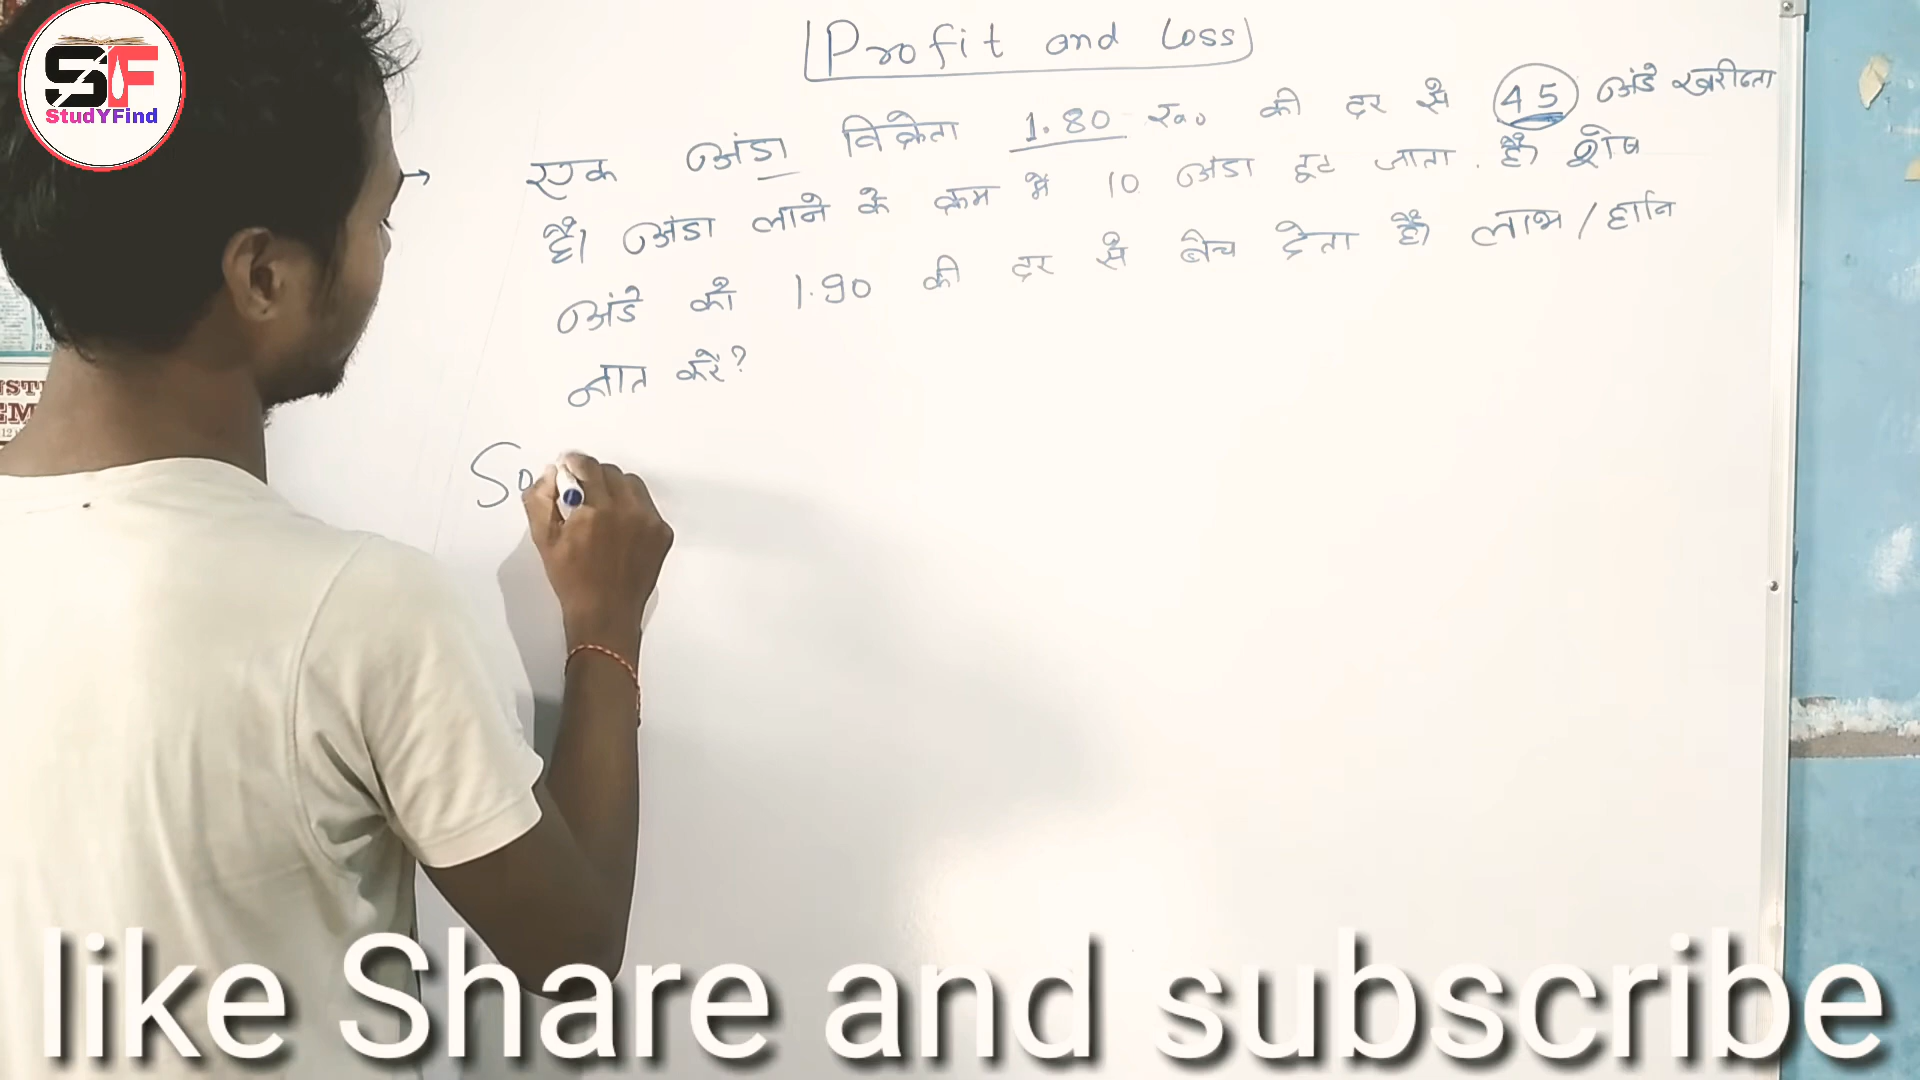 SF
StudYFind
Profit and Loss
एक अंडा विक्रेता 1.80 रु० की दर से 45 अंडे खरीदता
है। अंडा लाने के क्रम में 10 अंडा टूट जाता है। शेष
अंडे को 1.90 की दर से बेच देता है। लाभ/हानि
ज्ञात करें?
So
like Share and subscribe